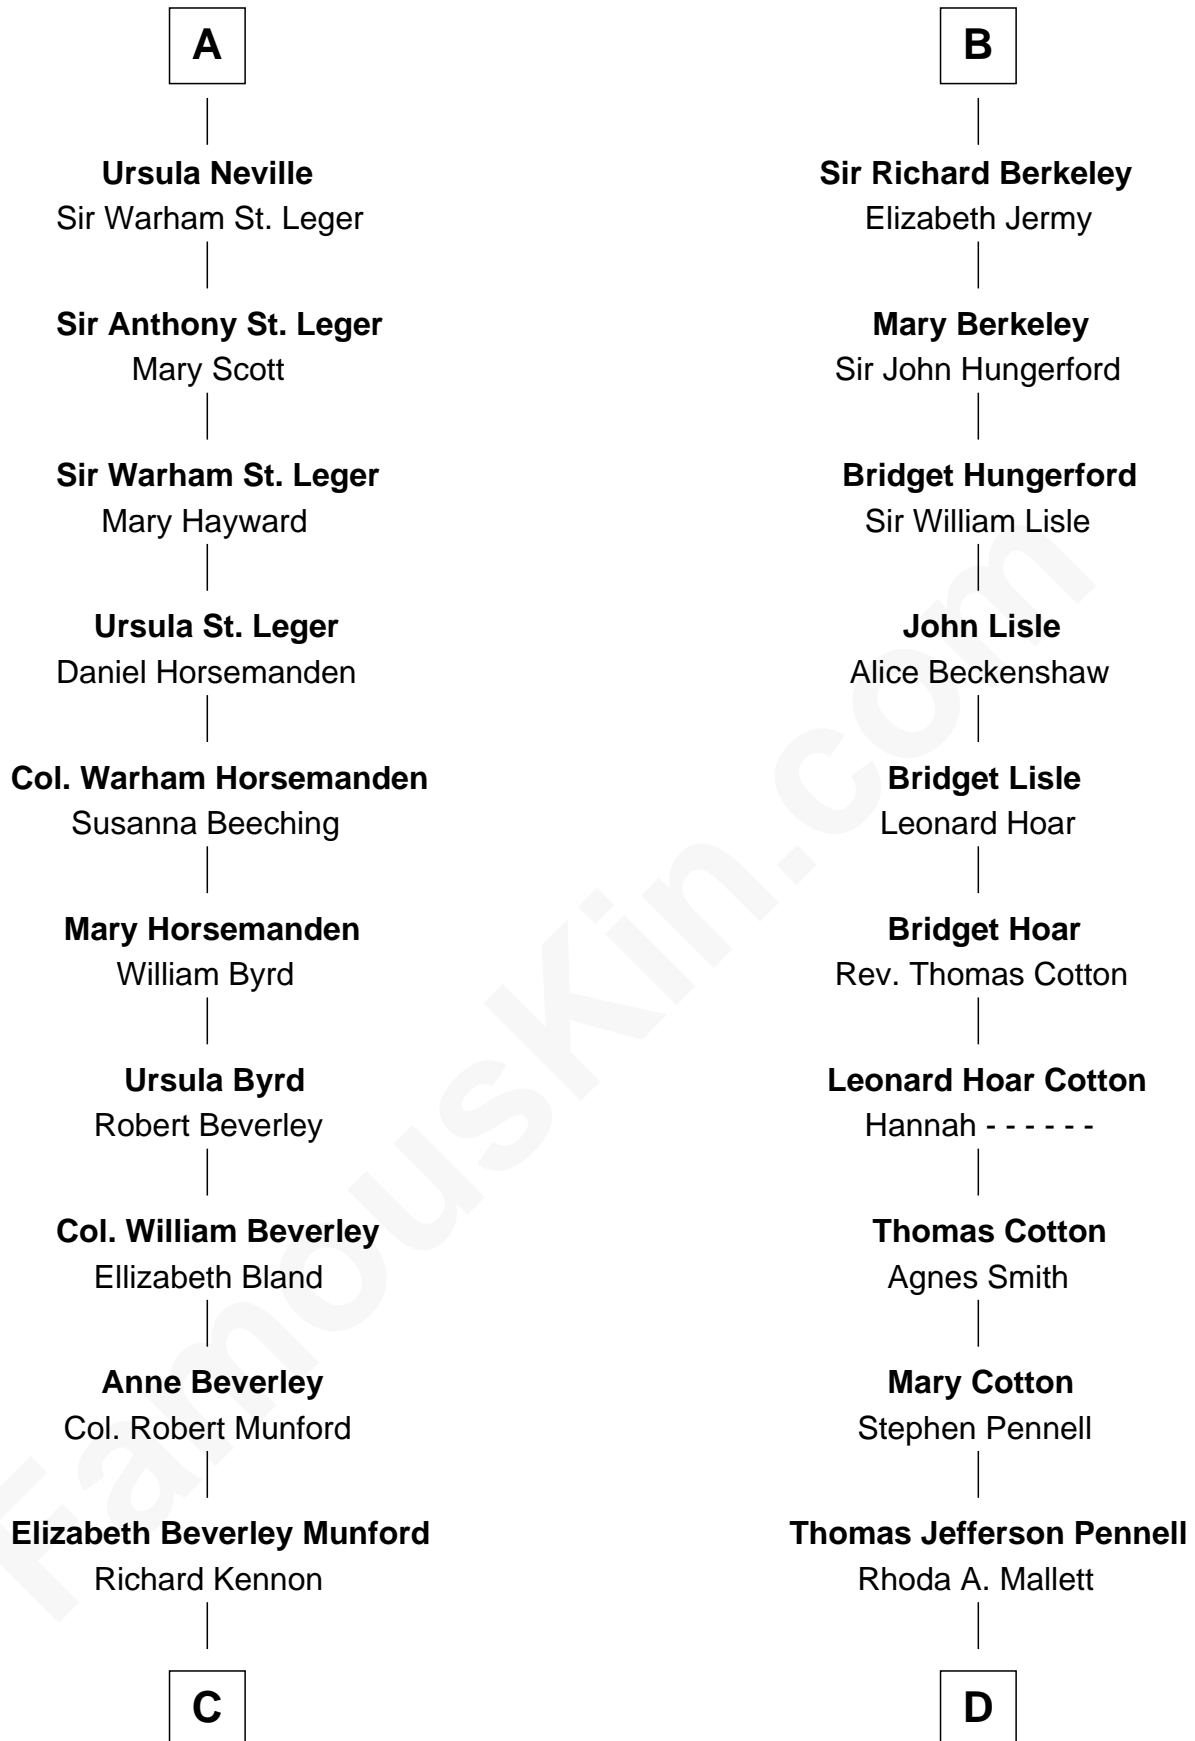 A
Ursula Neville
Sir Warham St. Leger
Sir Anthony St. Leger
Mary Scott
Sir Warham St. Leger
Mary Hayward
Ursula St. Leger
Daniel Horsemanden
Col. Warham Horsemanden
Susanna Beeching
Mary Horsemanden
William Byrd
Ursula Byrd
Robert Beverley
Col. William Beverley
Ellizabeth Bland
Anne Beverley
Col. Robert Munford
Elizabeth Beverley Munford
Richard Kennon
C
B
Sir Richard Berkeley
Elizabeth Jermy
Mary Berkeley
Sir John Hungerford
Bridget Hungerford
Sir William Lisle
John Lisle
Alice Beckenshaw
Bridget Lisle
Leonard Hoar
Bridget Hoar
Rev. Thomas Cotton
Leonard Hoar Cotton
Hannah - - - - - -
Thomas Cotton
Agnes Smith
Mary Cotton
Stephen Pennell
Thomas Jefferson Pennell
Rhoda A. Mallett
D
FamousKin.com